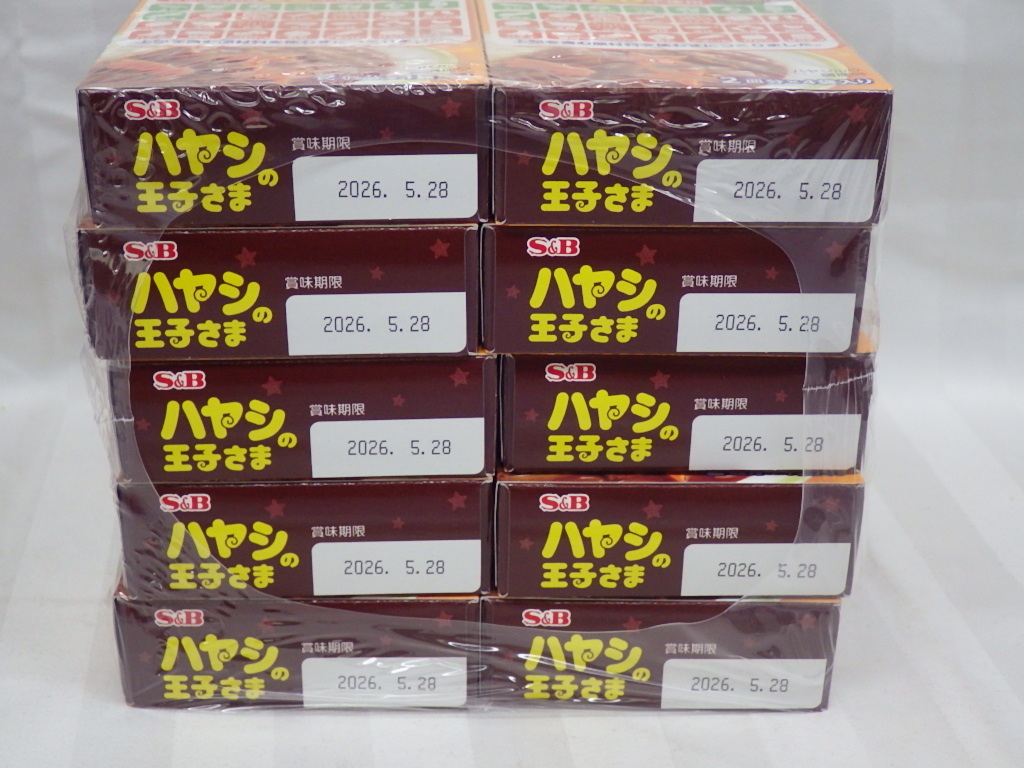 S&B
ハヤシの
王子さま
賞味期限
2026. 5.28
S&B
ハヤシの
王子さま
賞味期限
2026. 5.28
S&B
ハヤシの
王子さま
賞味期限
2026. 5.28
S&B
ハヤシの
王子さま
賞味期限
2026. 5.28
S&B
ハヤシの
王子さま
賞味期限
2026. 5.28
S&B
ハヤシの
王子さま
賞味期限
2026. 5.28
S&B
ハヤシの
王子さま
賞味期限
2026. 5.28
S&B
ハヤシの
王子さま
賞味期限
2026. 5.28
S&B
ハヤシの
王子さま
賞味期限
2026. 5.28
S&B
ハヤシの
王子さま
賞味期限
2026. 5.28